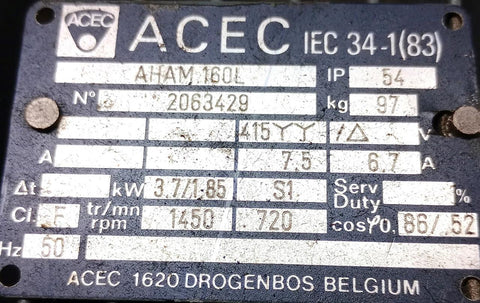 ACEC ACEC IEC 34-1(83)
AHAM 160L IP 54
N° 2063429 kg 97
415YY /Δ V
A 7,5 6,7 A
Δt kW 3,7/1,85 S1 Serv Duty %
Cl. F tr/mn rpm 1450 720 cosφ 0, 86/.52
Hz 50
ACEC 1620 DROGENBOS BELGIUM